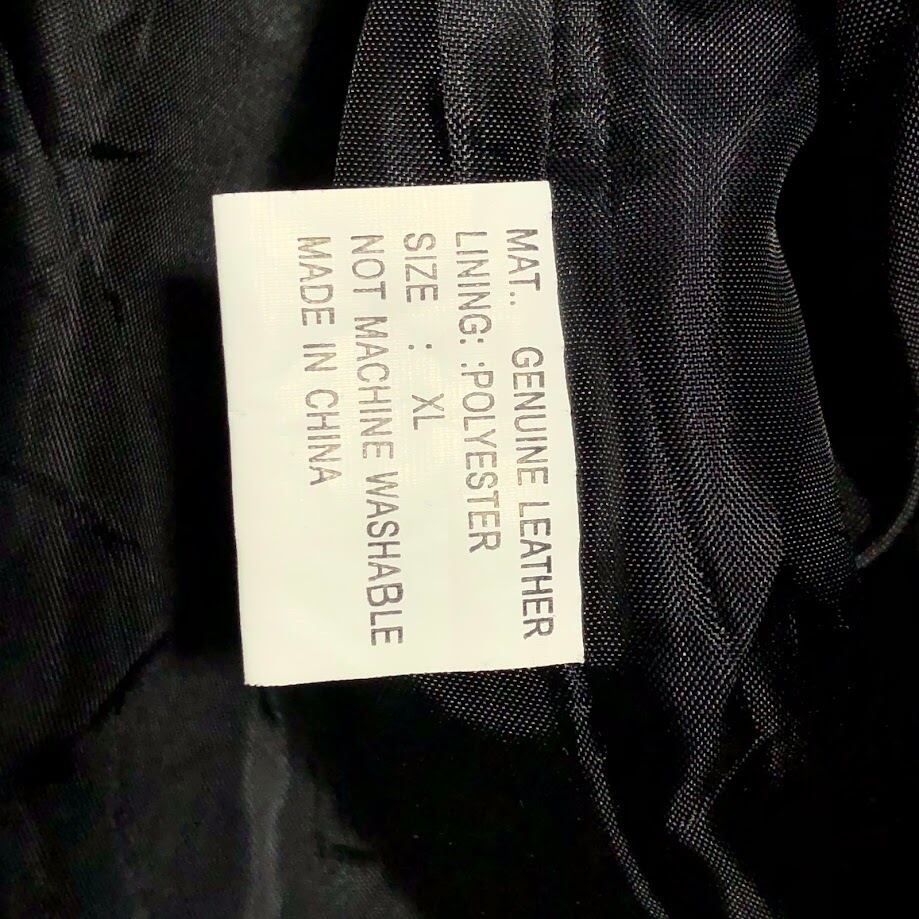 MAT.. GENUINE LEATHER
LINING: :POLYESTER
SIZE : XL
NOT MACHINE WASHABLE
MADE IN CHINA